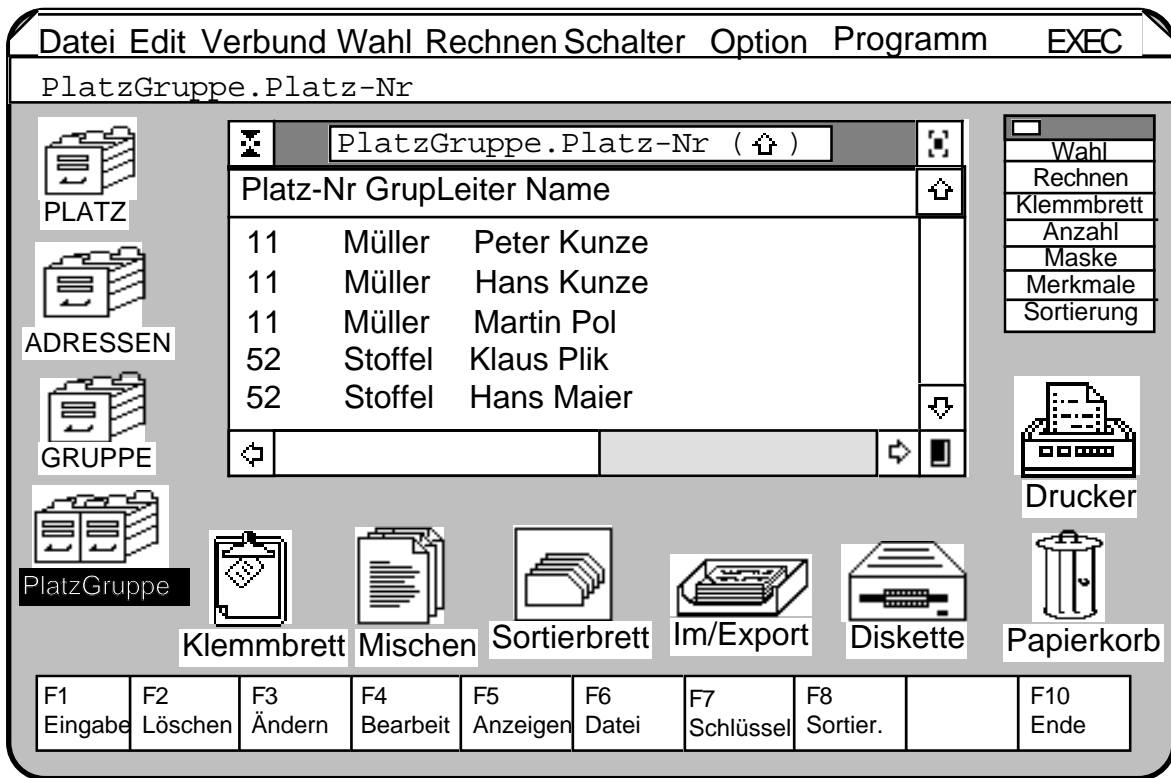 Datei Edit Verbund Wahl Rechnen Schalter Option Programm EXEC
PlatzGruppe.Platz-Nr
PLATZ
ADRESSEN
GRUPPE
PlatzGruppe
PlatzGruppe.Platz-Nr (⇧)
Platz-Nr GrupLeiter Name
11 Müller Peter Kunze
11 Müller Hans Kunze
11 Müller Martin Pol
52 Stoffel Klaus Plik
52 Stoffel Hans Maier
Wahl
Rechnen
Klemmbrett
Anzahl
Maske
Merkmale
Sortierung
Drucker
Klemmbrett
Mischen
Sortierbrett
Im/Export
Diskette
Papierkorb
F1 Eingabe
F2 Löschen
F3 Ändern
F4 Bearbeit
F5 Anzeigen
F6 Datei
F7 Schlüssel
F8 Sortier.
F10 Ende